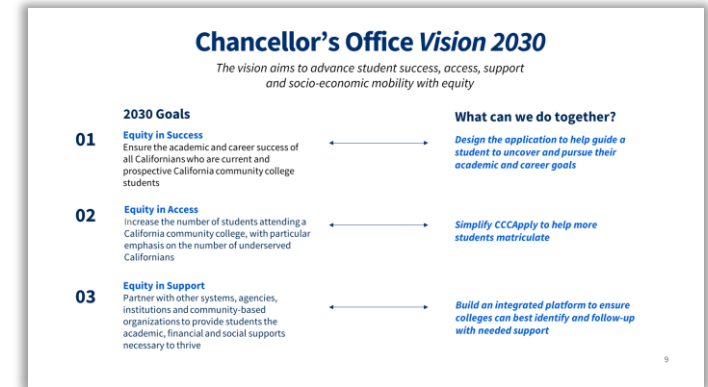 Chancellor's Office Vision 2030
The vision aims to advance student success, access, support
and socio-economic mobility with equity
2030 Goals
What can we do together?
01
Equity in Success
Ensure the academic and career success of
all Californians who are current and
prospective California community college
students
Design the application to help guide a
student to uncover and pursue their
academic and career goals
02
Equity in Access
Increase the number of students attending a
California community college, with particular
emphasis on the number of underserved
Californians
Simplify CCCApply to help more
students matriculate
03
Equity in Support
Partner with other systems, agencies,
institutions and community-based
organizations to provide students the
academic, financial and social supports
necessary to thrive
Build an integrated platform to ensure
colleges can best identify and follow-up
with needed support
9